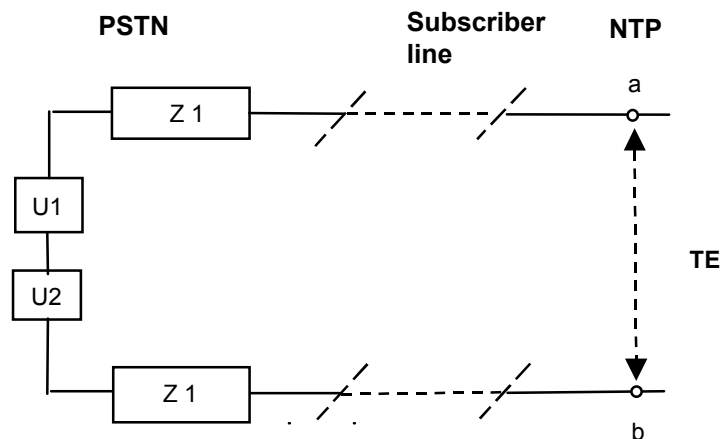 PSTN
Subscriber
line
NTP
a
Z 1
U1
TE
U2
Z 1
b